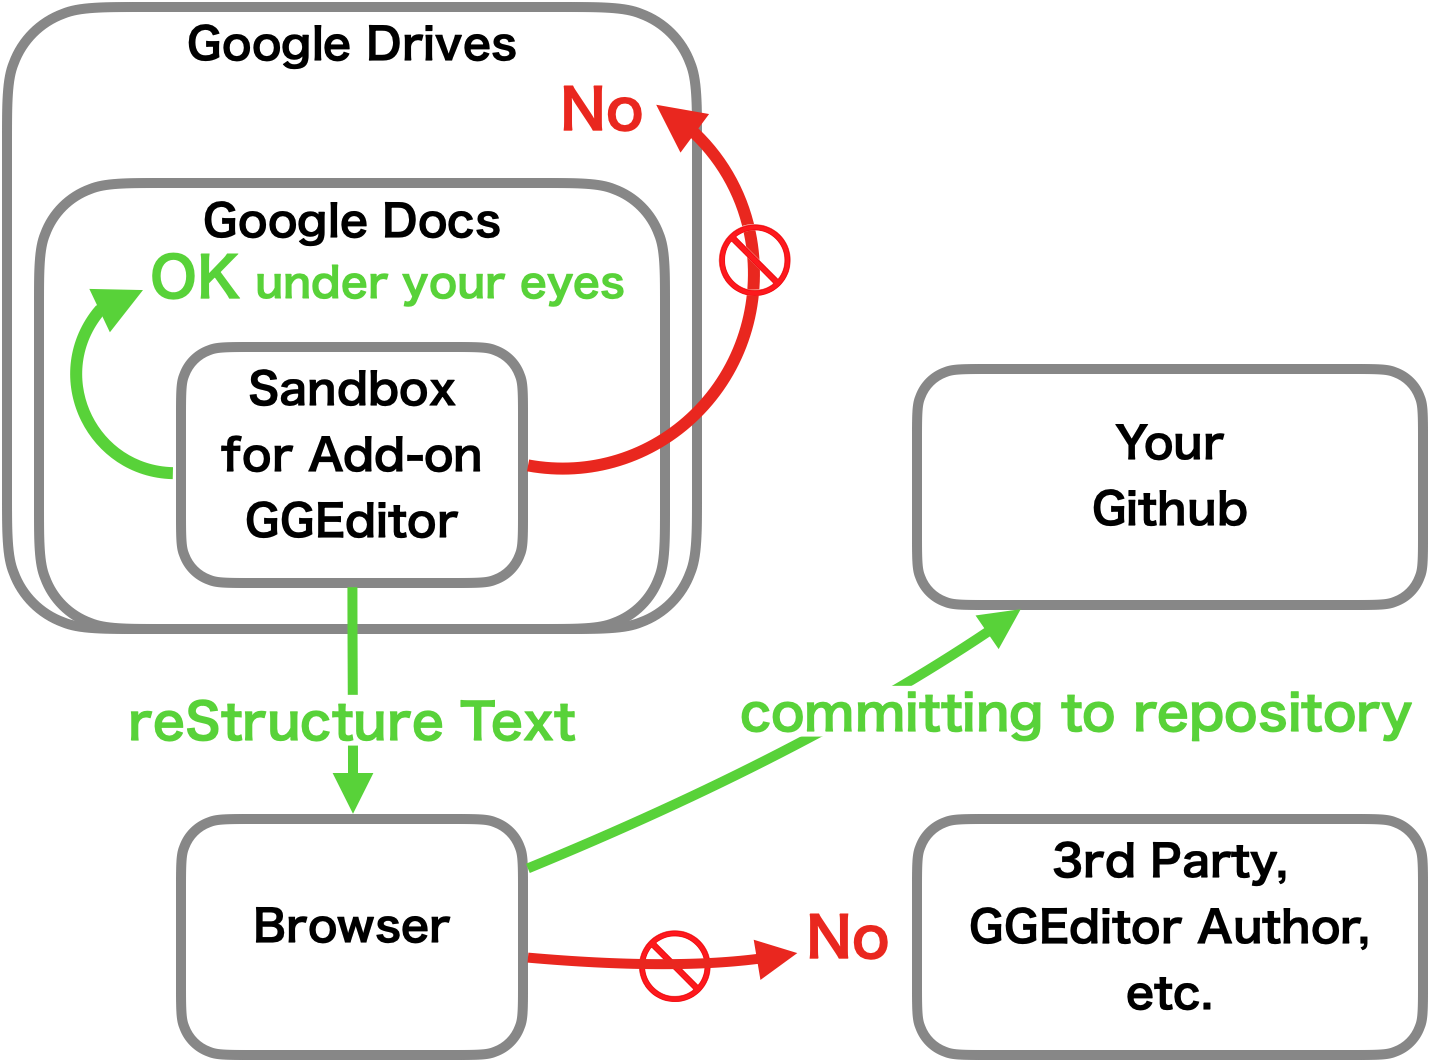 Google Drives
No
Google Docs
OK under your eyes
Sandbox
for Add-on
GGEditor
Your
Github
reStructure Text
committing to repository
Browser
No
3rd Party,
GGEditor Author,
etc.